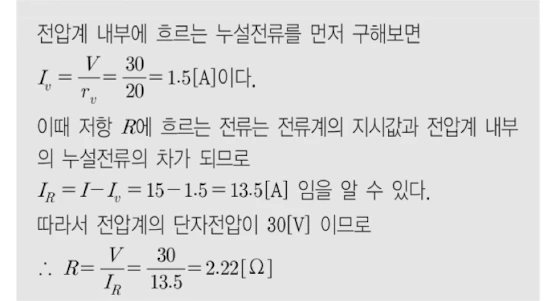 전압계 내부에 흐르는 누설전류를 먼저 구해보면
I_v = V/r_v = 30/20 = 1.5[A]이다.
이때 저항 R에 흐르는 전류는 전류계의 지시값과 전압계 내부
의 누설전류의 차가 되므로
I_R = I-I_v = 15-1.5 = 13.5[A] 임을 알 수 있다.
따라서 전압계의 단자전압이 30[V] 이므로
∴ R= V/I_R = 30/13.5 = 2.22[Ω]